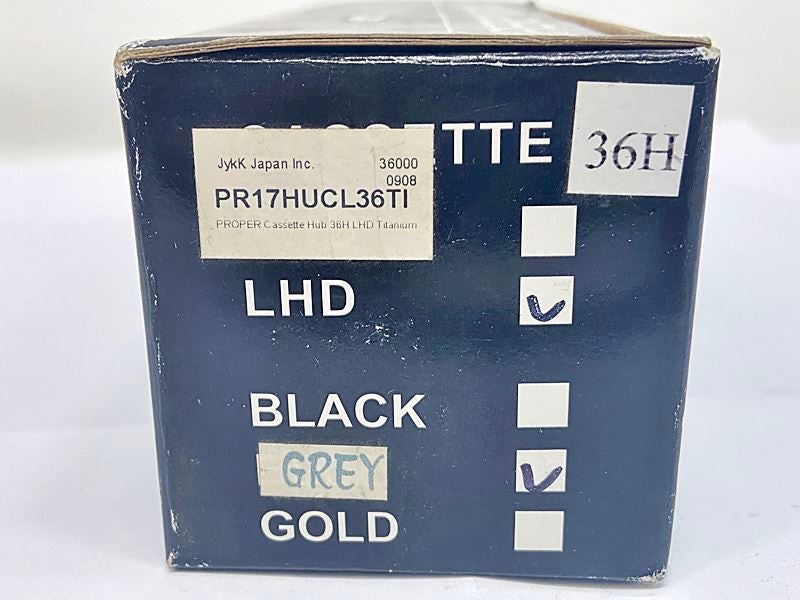 TTE
36H
JykK Japan Inc. 36000
0908
PR17HUCL36TI
PROPER Cassette Hub 36H LHD Titanium
LHD
BLACK
GREY
GOLD